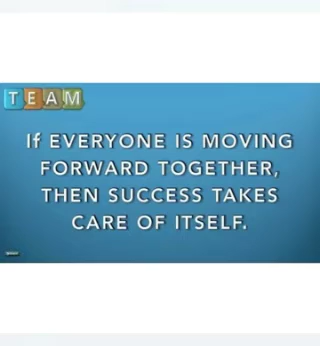 TEAM
If EVERYONE IS MOVING
FORWARD TOGETHER,
THEN SUCCESS TAKES
CARE OF ITSELF.